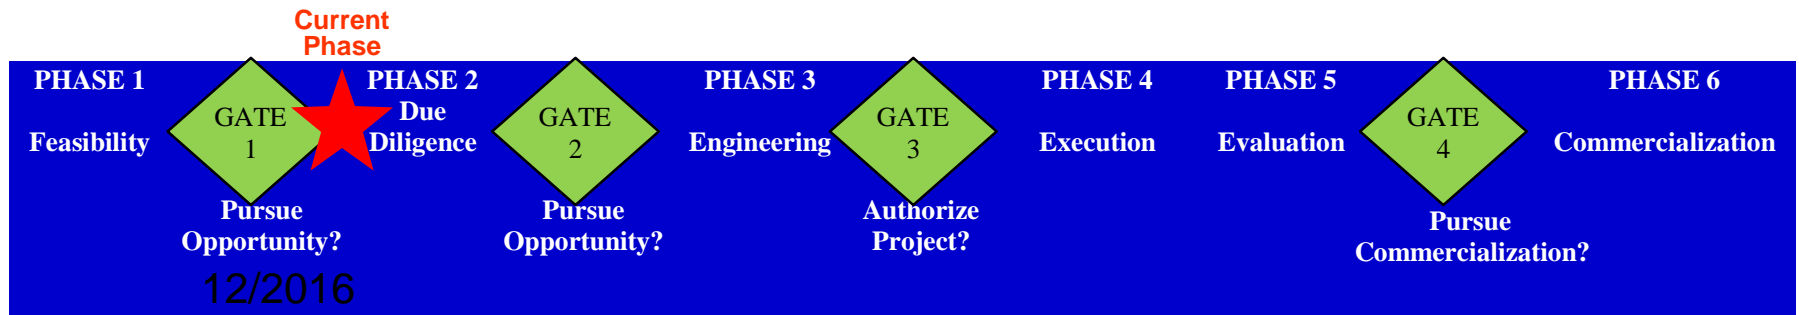 Current
Phase
PHASE 1
Feasibility
GATE
1
Pursue
Opportunity?
12/2016
PHASE 2
Due
Diligence
GATE
2
Pursue
Opportunity?
PHASE 3
Engineering
GATE
3
Authorize
Project?
PHASE 4
Execution
PHASE 5
Evaluation
GATE
4
Pursue
Commercialization?
PHASE 6
Commercialization